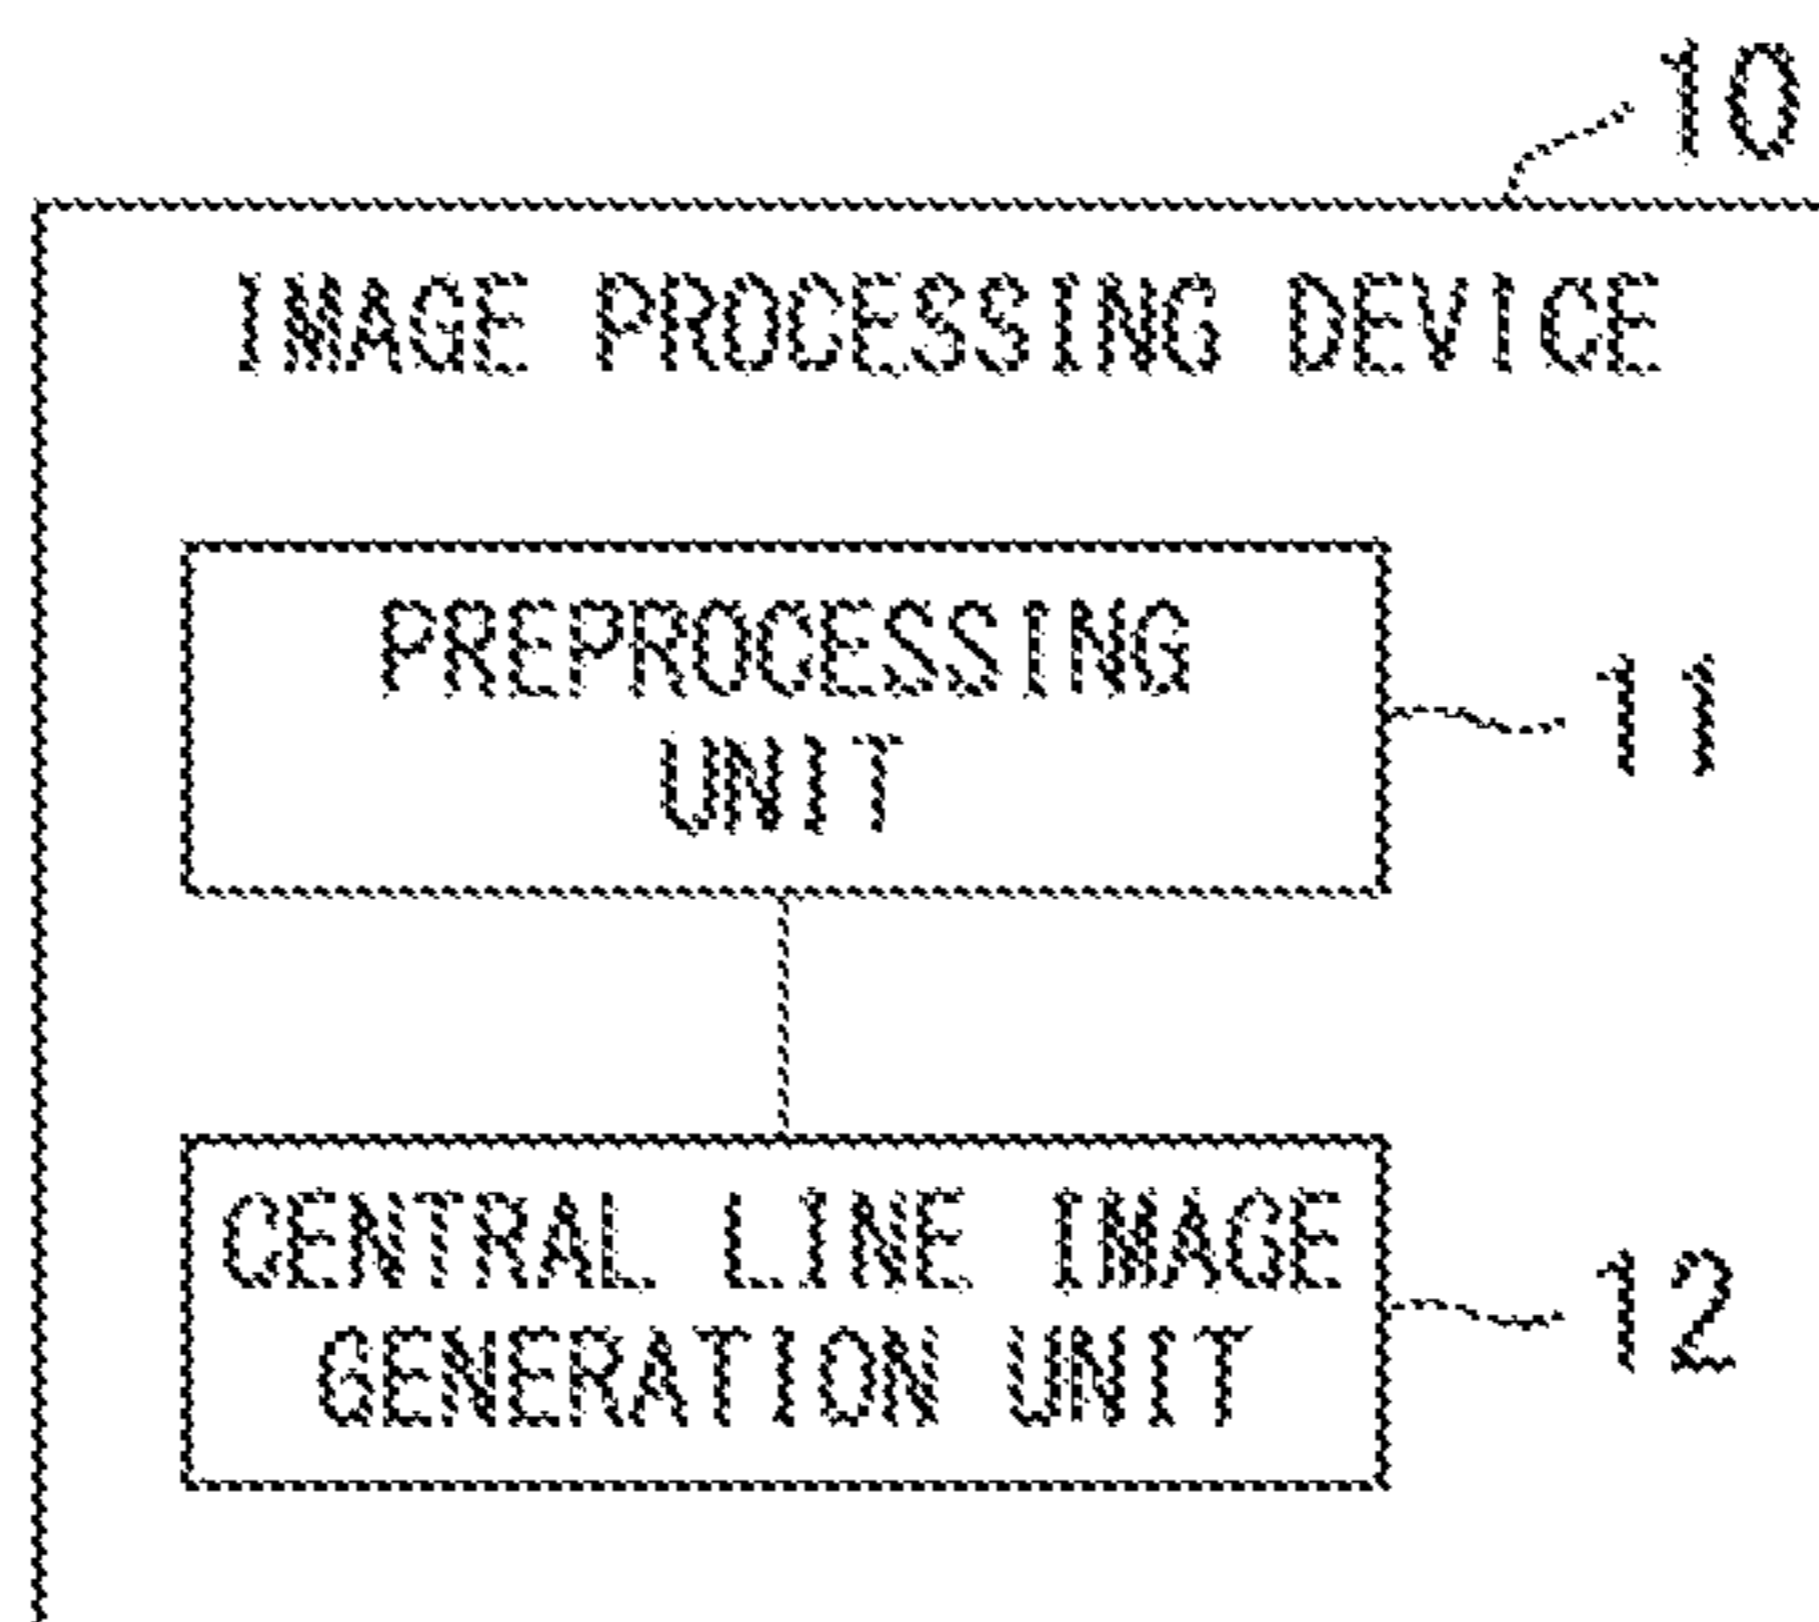 10
IMAGE PROCESSING DEVICE
PREPROCESSING
UNIT
11
CENTRAL LINE IMAGE
GENERATION UNIT
12